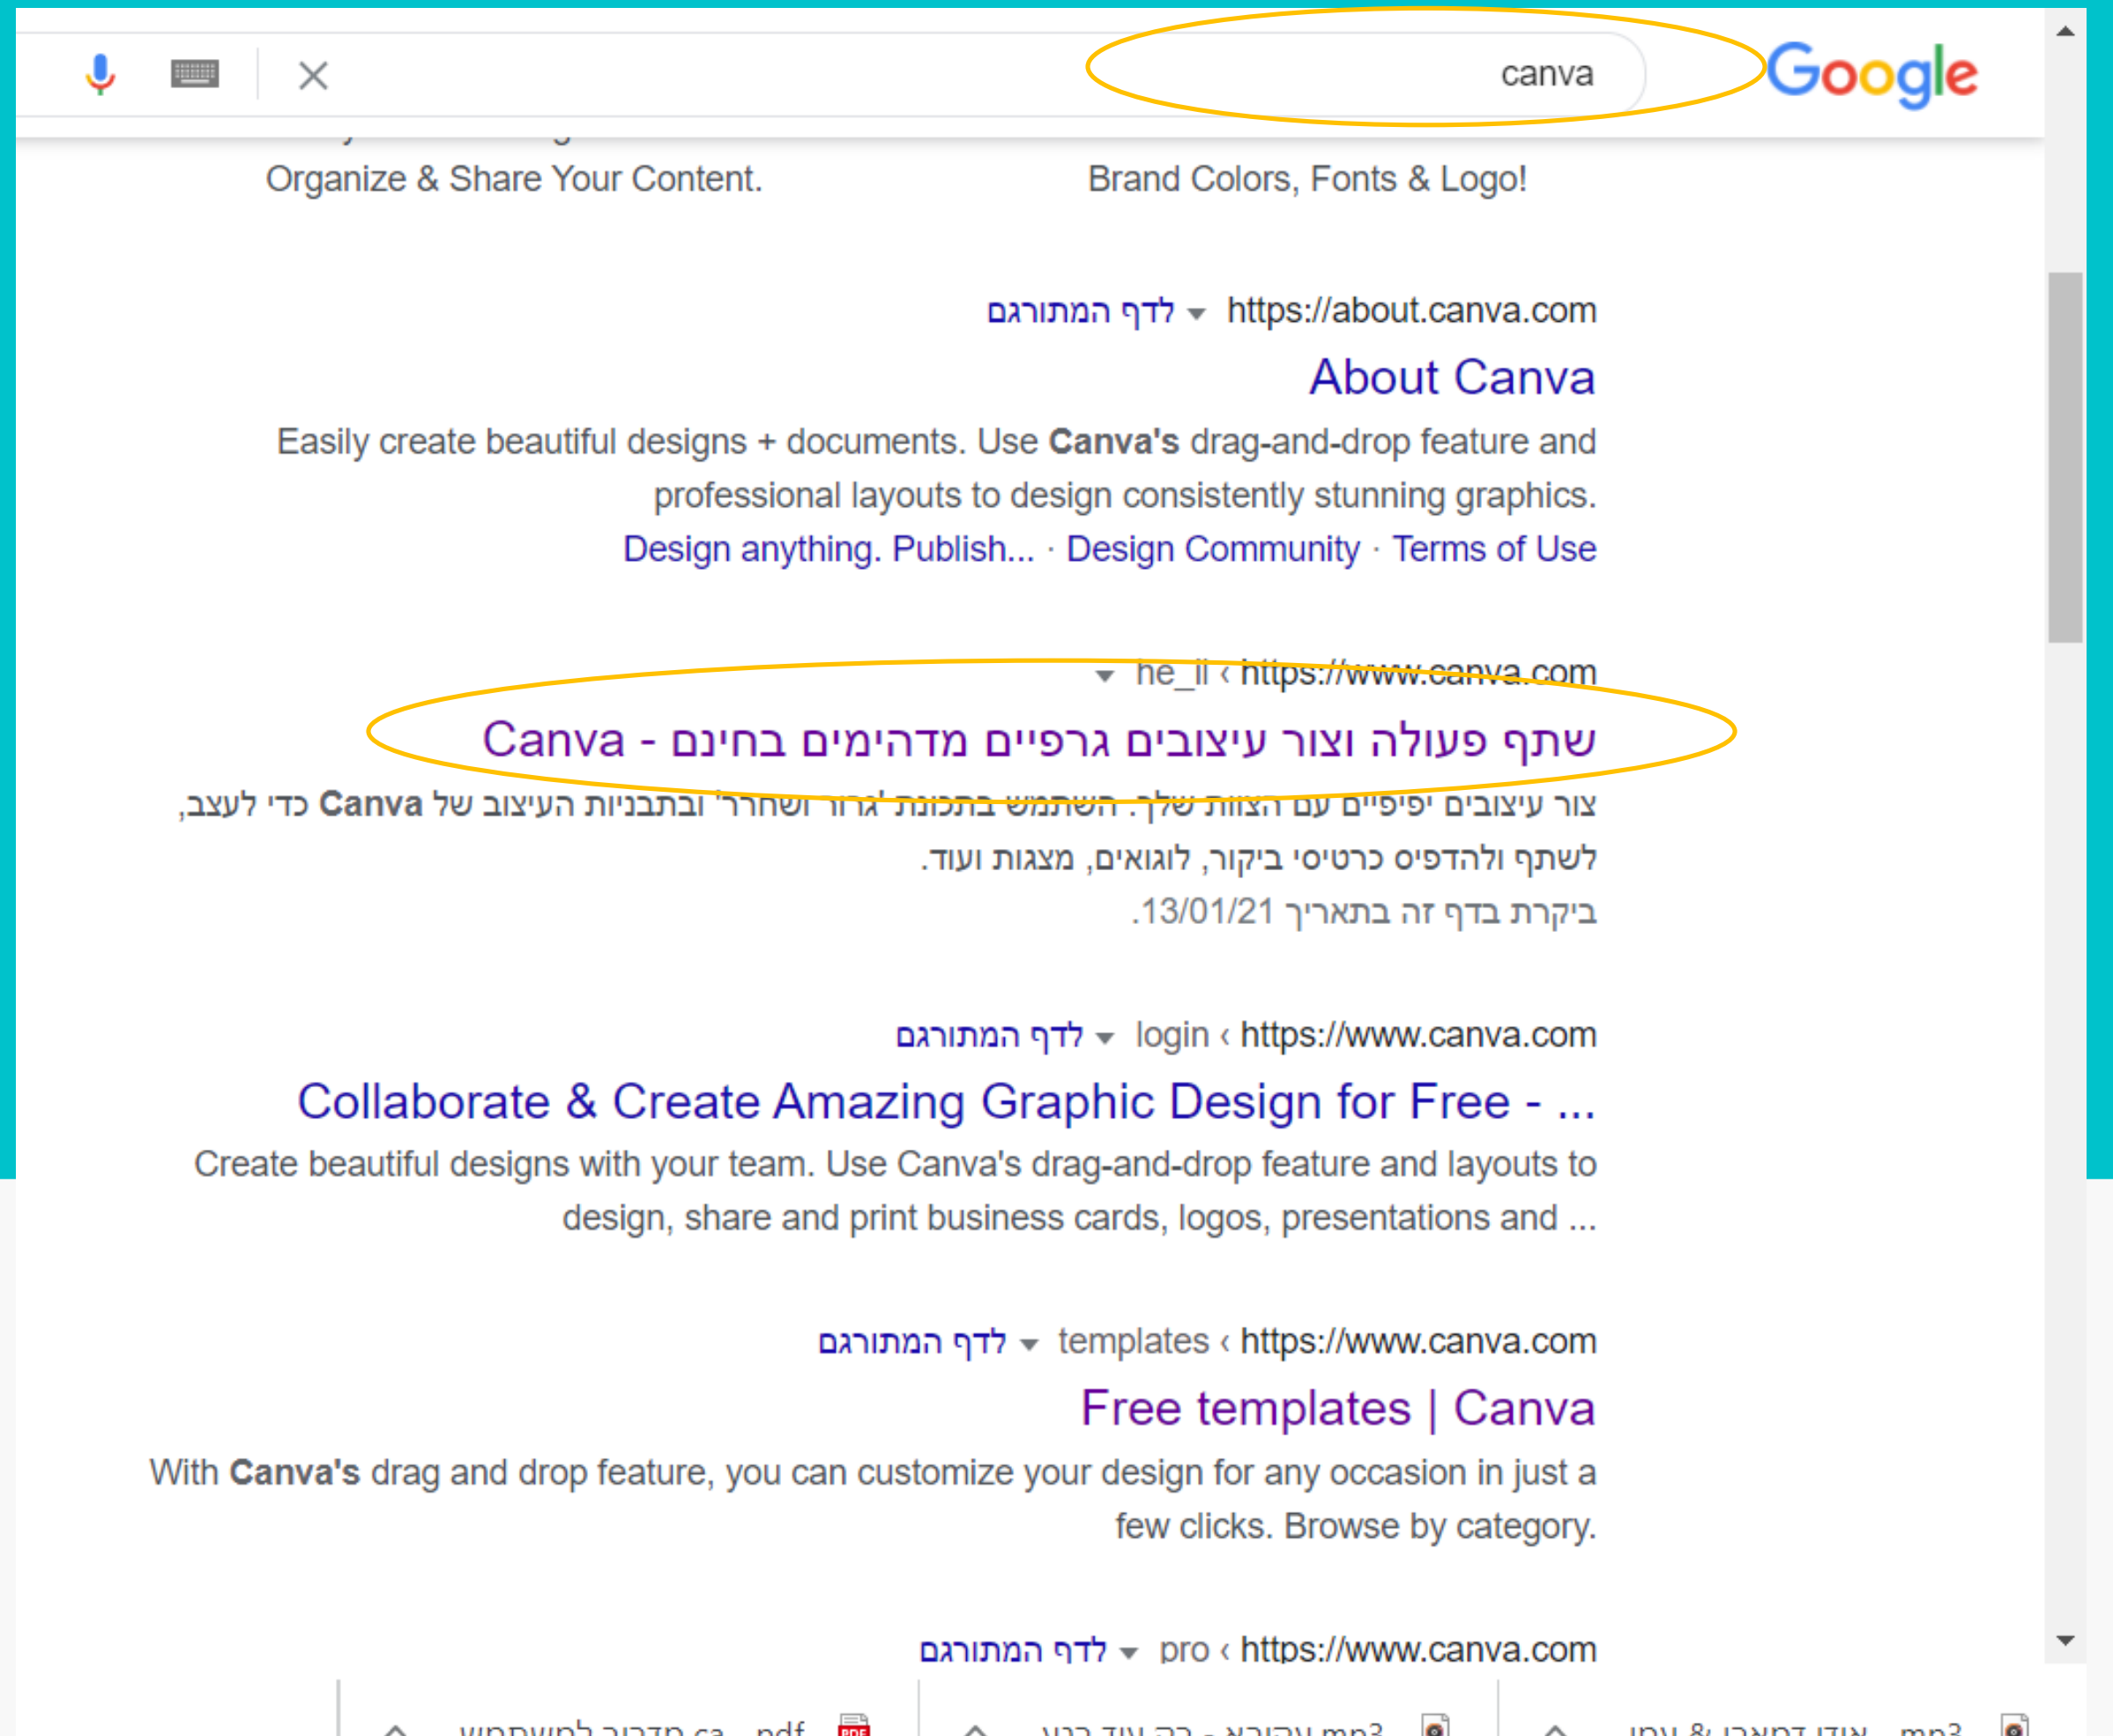 canva
Google
Organize & Share Your Content.
Brand Colors, Fonts & Logo!
https://about.canva.com ▾ לדף המתורגם
About Canva
Easily create beautiful designs + documents. Use Canva's drag-and-drop feature and
professional layouts to design consistently stunning graphics.
Design anything. Publish... · Design Community · Terms of Use
https://www.canva.com › he_il ▾
שתף פעולה וצור עיצובים גרפיים מדהימים בחינם - Canva
צור עיצובים יפיפיים עם הצוות שלך. השתמש בתכונת 'גרור ושחרר' ובתבניות העיצוב של Canva כדי לעצב,
לשתף ולהדפיס כרטיסי ביקור, לוגואים, מצגות ועוד.
ביקרת בדף זה בתאריך 13/01/21.
https://www.canva.com › login ▾ לדף המתורגם
Collaborate & Create Amazing Graphic Design for Free - ...
Create beautiful designs with your team. Use Canva's drag-and-drop feature and layouts to
design, share and print business cards, logos, presentations and ...
https://www.canva.com › templates ▾ לדף המתורגם
Free templates | Canva
With Canva's drag and drop feature, you can customize your design for any occasion in just a
few clicks. Browse by category.
https://www.canva.com › pro ▾ לדף המתורגם
mp3
mp3
PDF pdf